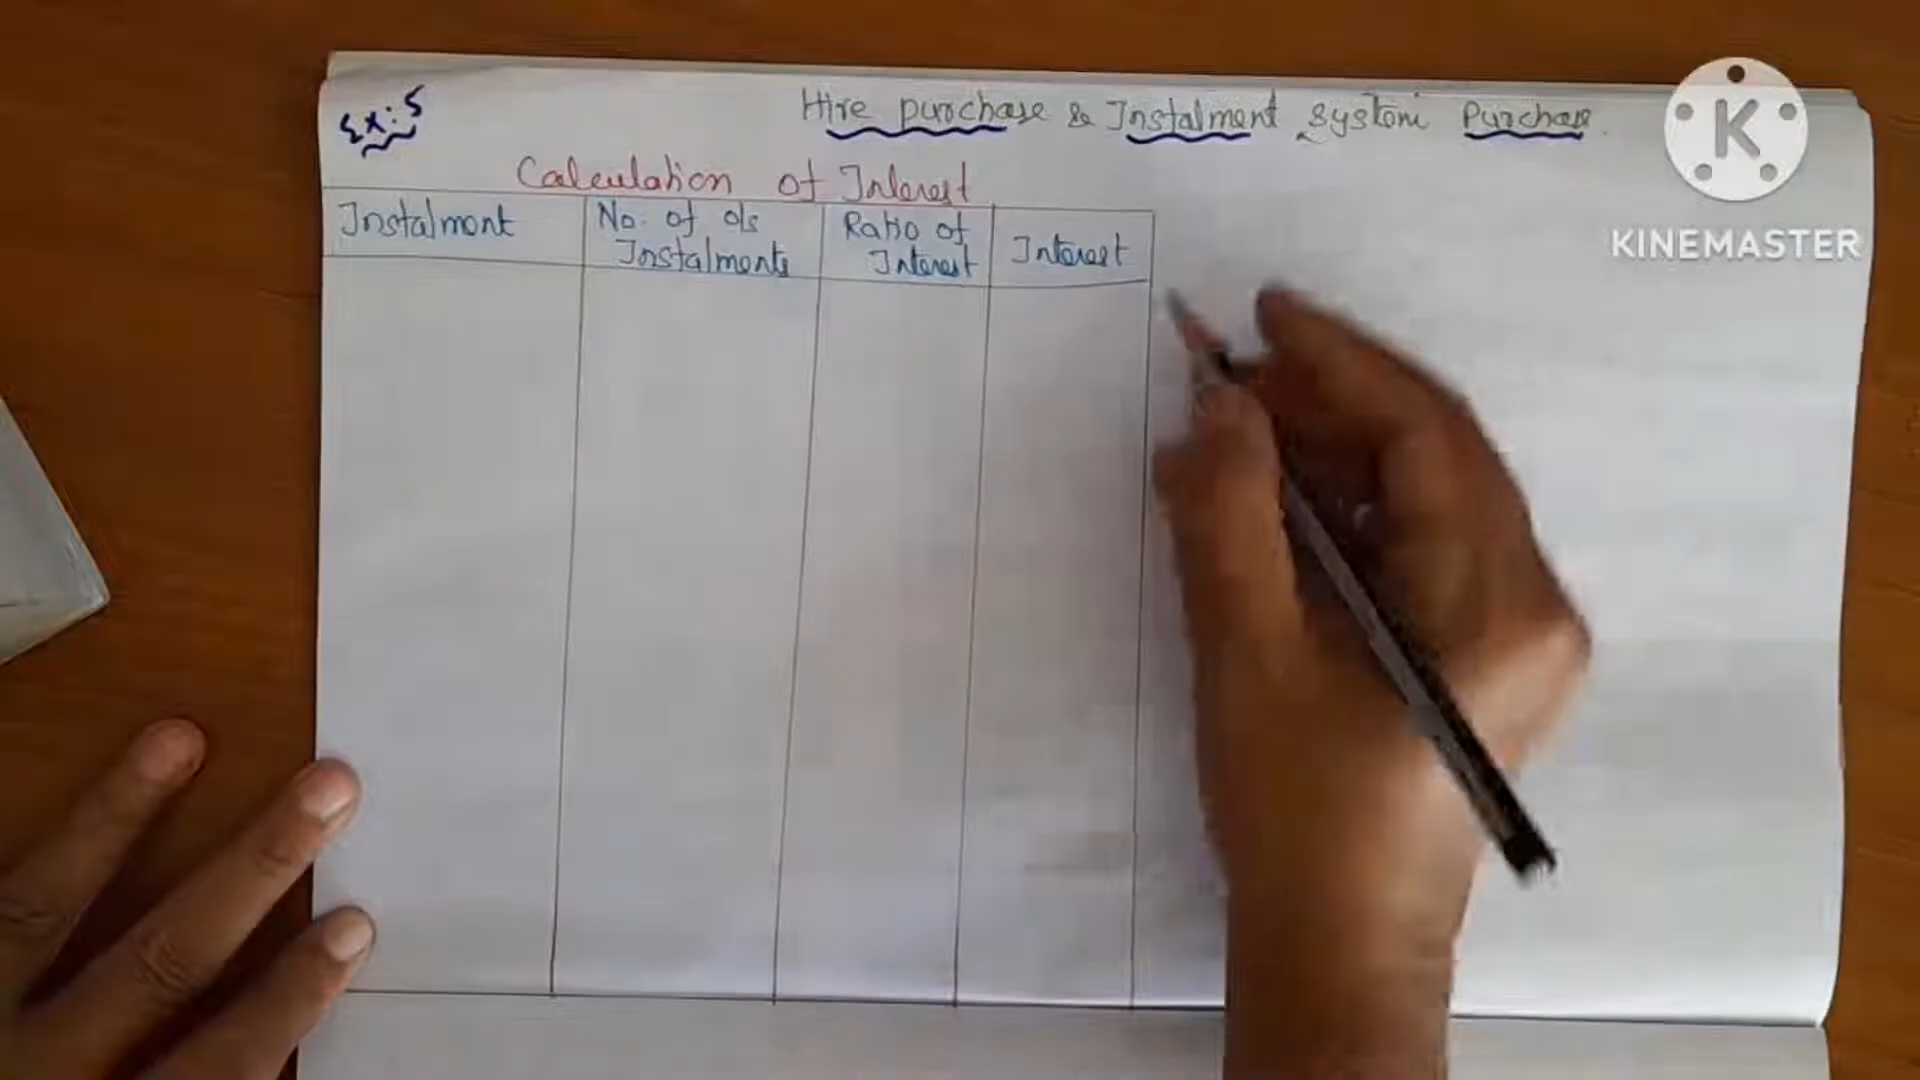 Ex:5
Hire purchase & Instalment System Purchase.
Calculation of Interest
Instalment
No. of o/s
Instalments
Ratio of
Interest
Interest
K
KINEMASTER